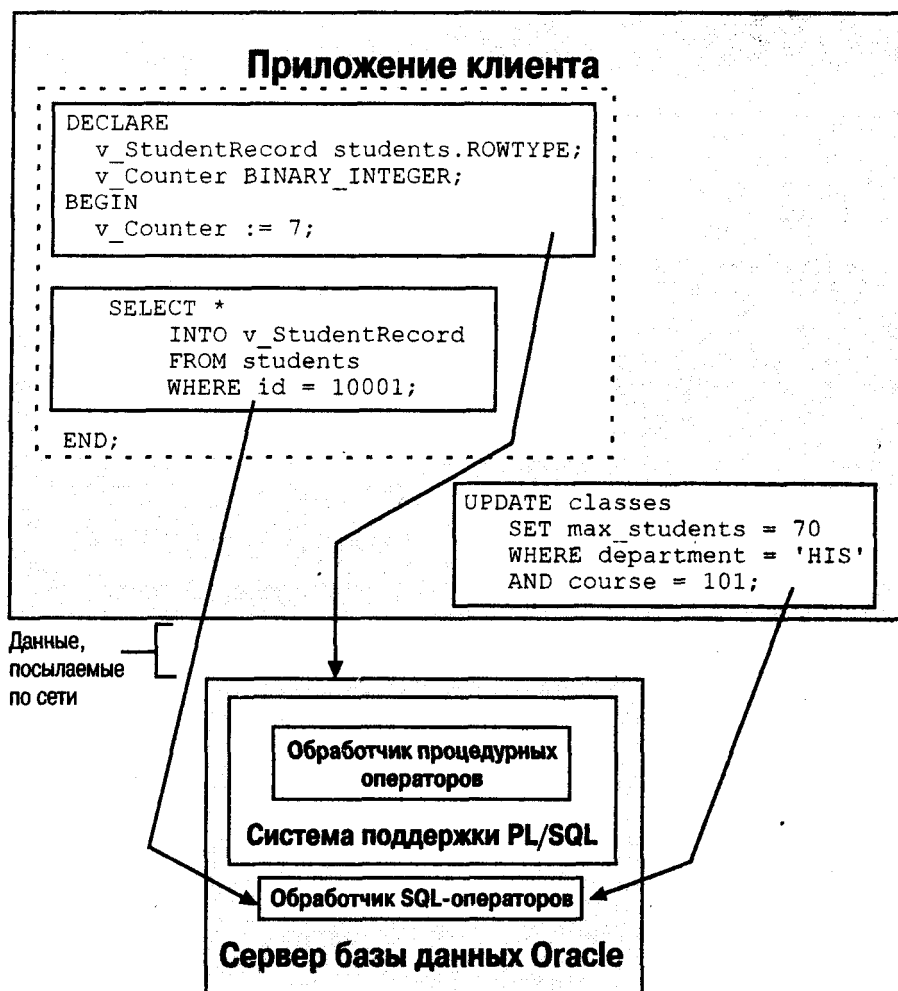 Приложение клиента
DECLARE
v_StudentRecord students.ROWTYPE;
v_Counter BINARY_INTEGER;
BEGIN
v_Counter := 7;
SELECT *
INTO v_StudentRecord
FROM students
WHERE id = 10001;
END;
UPDATE classes
SET max_students = 70
WHERE department = 'HIS'
AND course = 101;
Данные,
посылаемые
по сети
Обработчик процедурных
операторов
Система поддержки PL/SQL
Обработчик SQL-операторов
Сервер базы данных Oracle